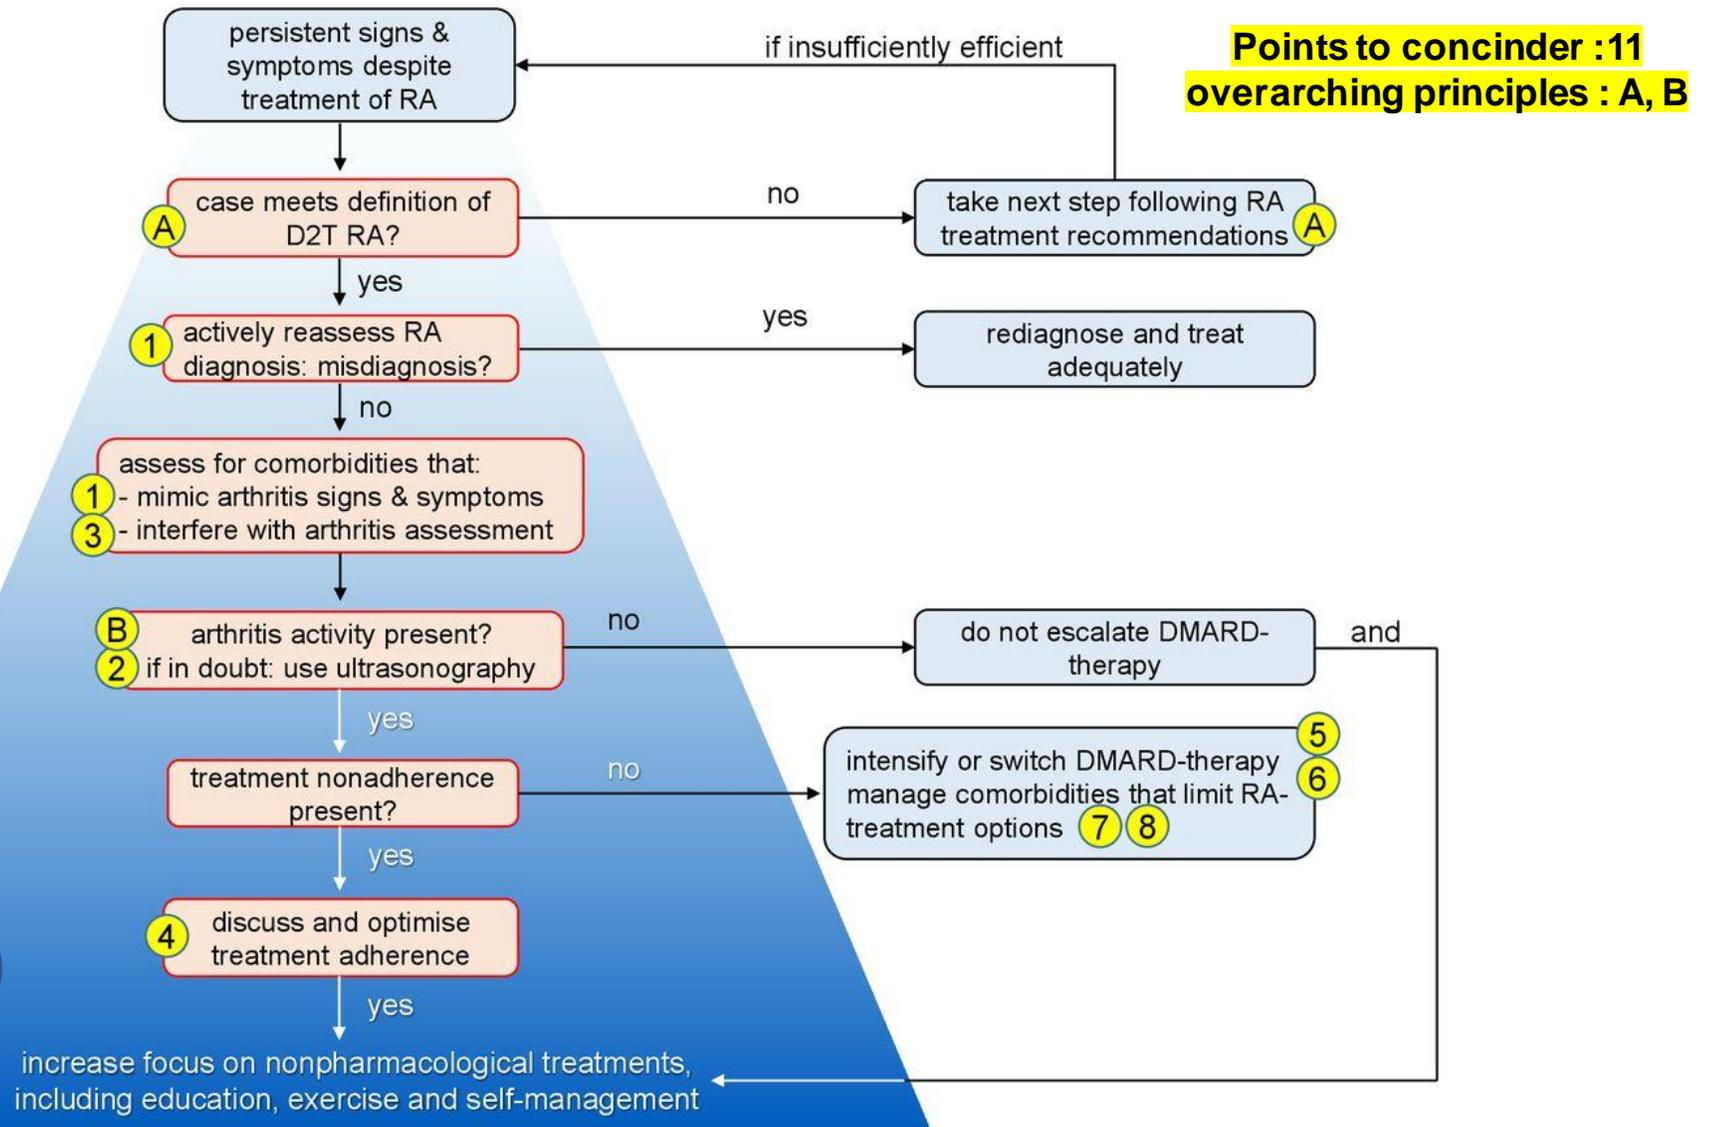 persistent signs &
symptoms despite
treatment of RA
if insufficiently efficient
Points to concinder :11
overarching principles : A, B
A
case meets definition of
D2T RA?
no
take next step following RA
treatment recommendations
A
yes
1
actively reassess RA
diagnosis: misdiagnosis?
yes
rediagnose and treat
adequately
no
assess for comorbidities that:
1 - mimic arthritis signs & symptoms
3 - interfere with arthritis assessment
B arthritis activity present?
2 if in doubt: use ultrasonography
no
do not escalate DMARD-
therapy
and
yes
treatment nonadherence
present?
no
5
6
intensify or switch DMARD-therapy
manage comorbidities that limit RA-
treatment options 7 8
yes
4
discuss and optimise
treatment adherence
yes
increase focus on nonpharmacological treatments,
including education, exercise and self-management